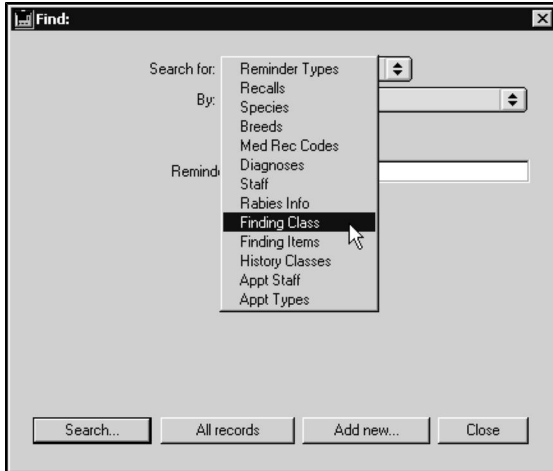 Find:
Search for:
By:
Remind
Reminder Types
Recalls
Species
Breeds
Med Rec Codes
Diagnoses
Staff
Rabies Info
Finding Class
Finding Items
History Classes
Appt Staff
Appt Types
Search...
All records
Add new...
Close